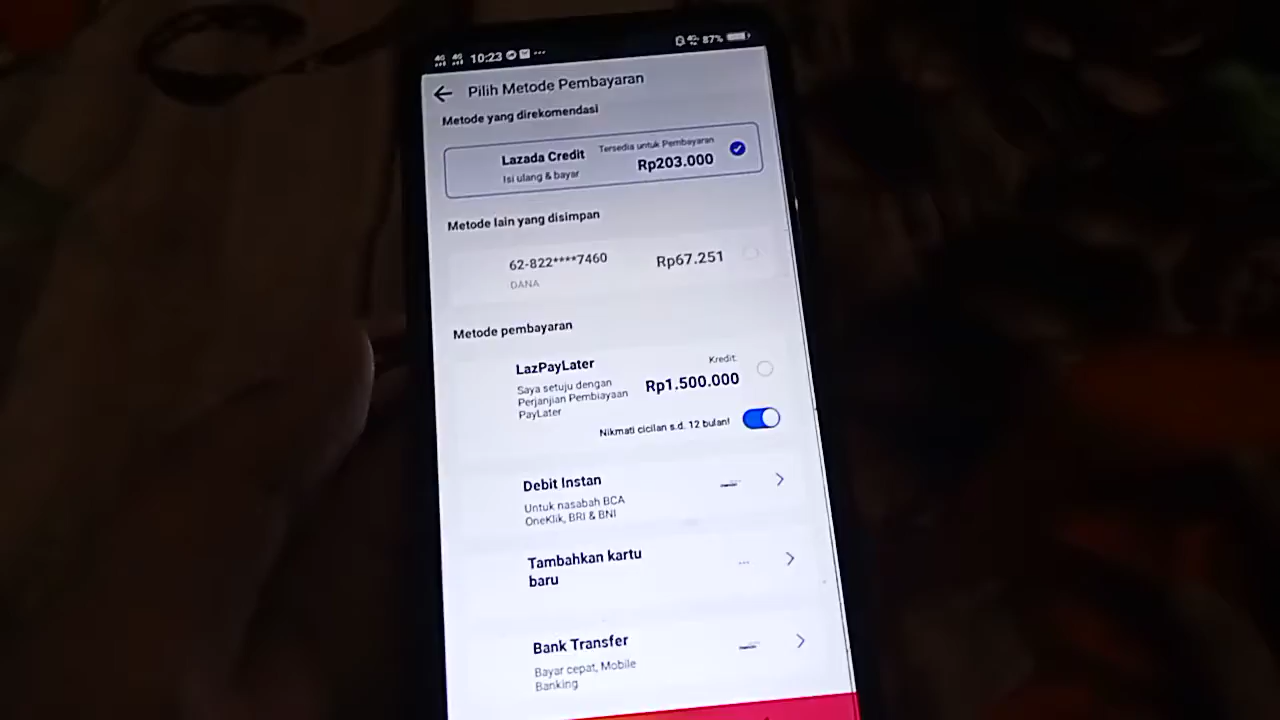 10:23
87%
Pilih Metode Pembayaran
Metode yang direkomendasi
Lazada Credit
Tersedia untuk Pembayaran
Isi ulang & bayar
Rp203.000
Metode lain yang disimpan
62-822****7460
Rp67.251
DANA
Metode pembayaran
LazPayLater
Kredit:
Saya setuju dengan
Perjanjian Pembiayaan
PayLater
Rp1.500.000
Nikmati cicilan s.d. 12 bulan!
Debit Instan
Untuk nasabah BCA
OneKlik, BRI & BNI
Tambahkan kartu
baru
Bank Transfer
Bayar cepat, Mobile
Banking